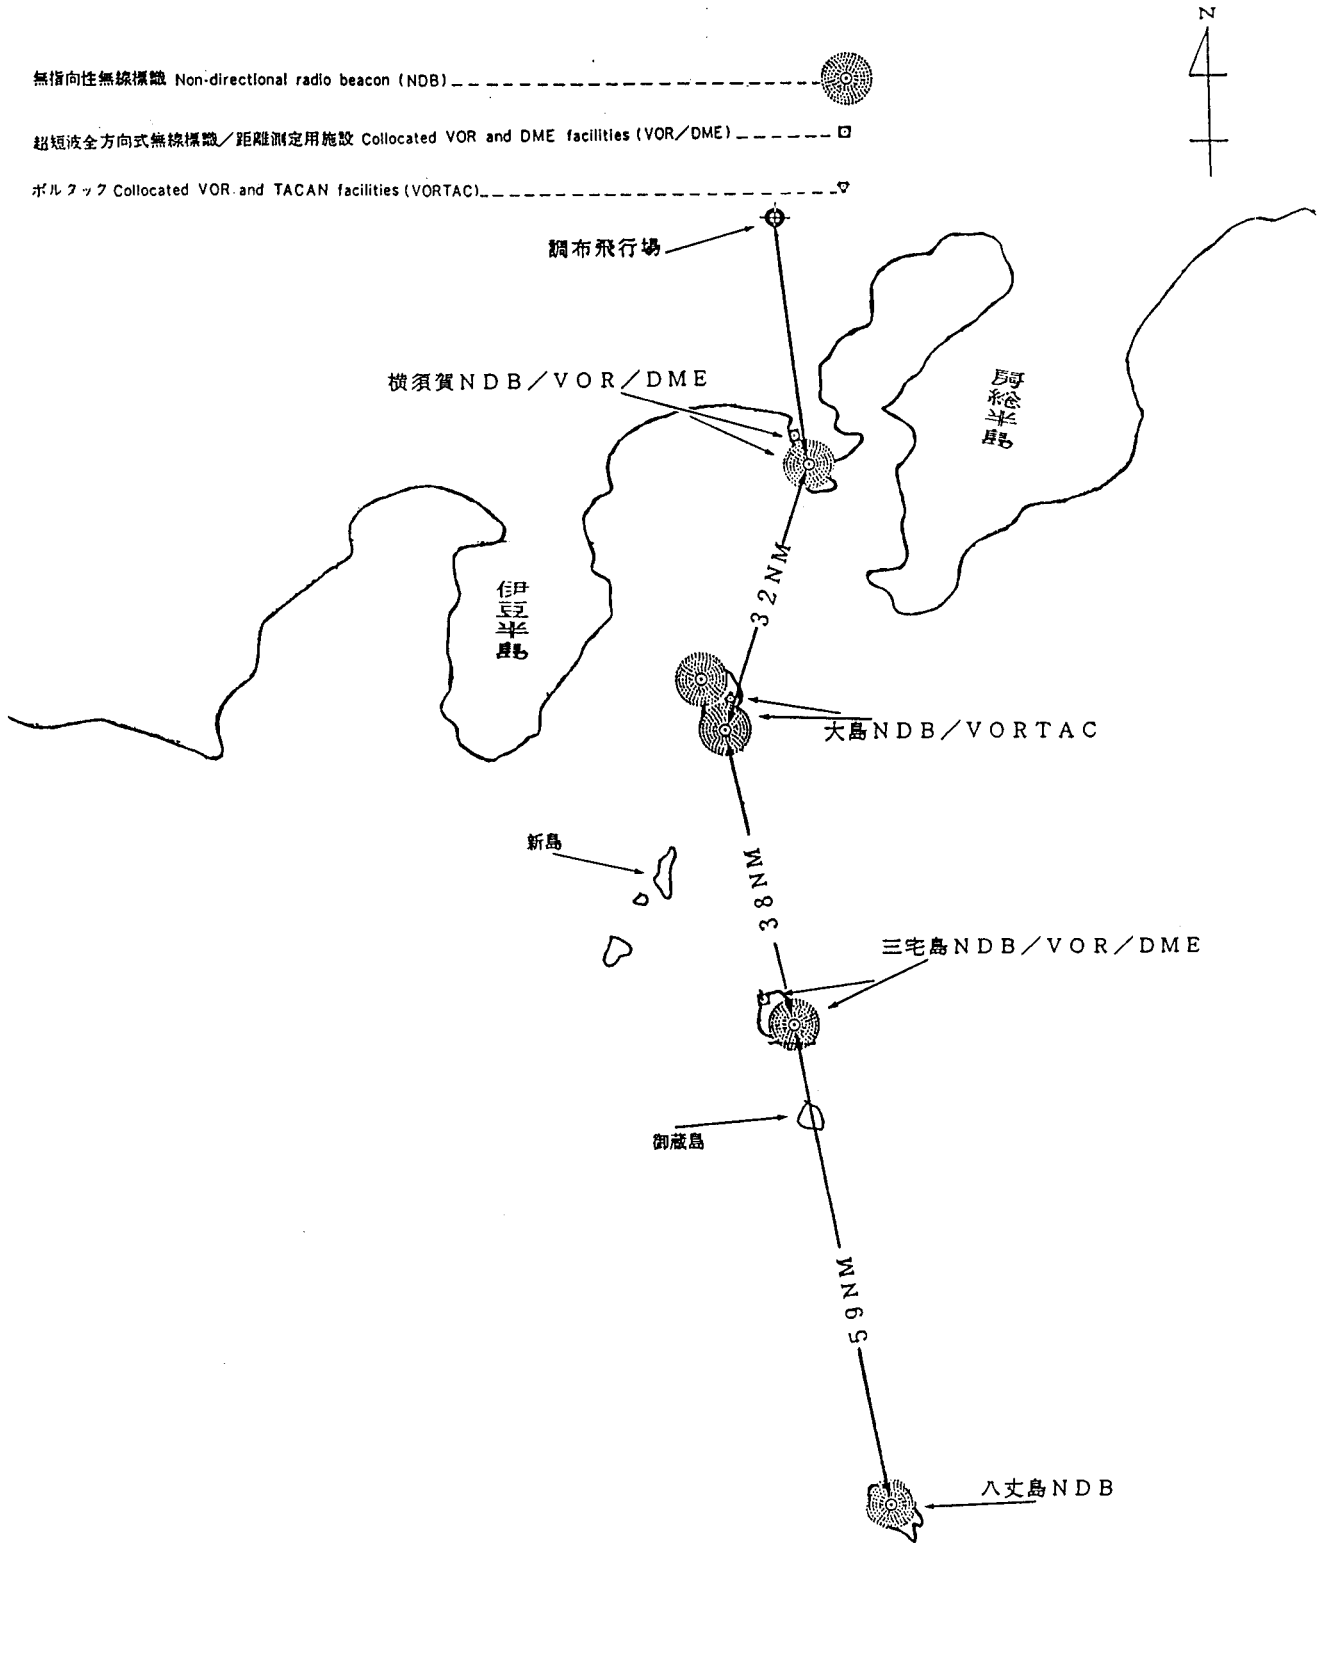 N
無指向性無線標識 Non-directional radio beacon (NDB)
超短波全方向式無線標識/距離測定用施設 Collocated VOR and DME facilities (VOR/DME)
ボルタック Collocated VOR and TACAN facilities (VORTAC)
調布飛行場
横須賀NDB/VOR/DME
房総半島
伊豆半島
32NM
大島NDB/VORTAC
新島
38NM
三宅島NDB/VOR/DME
御蔵島
59NM
八丈島NDB